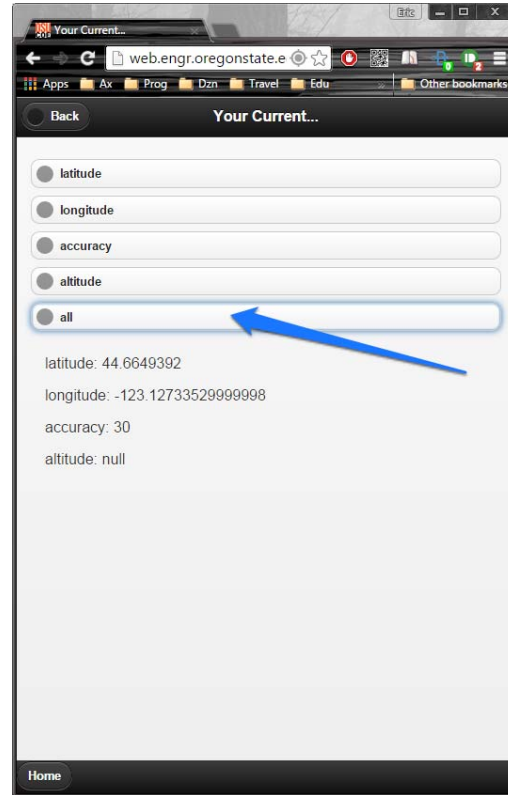 Eric
Your Current...
web.engr.oregonstate.e
Apps Ax Prog Dzn Travel Edu Other bookmarks
Back Your Current...
latitude
longitude
accuracy
altitude
all
latitude: 44.6649392
longitude: -123.12733529999998
accuracy: 30
altitude: null
Home